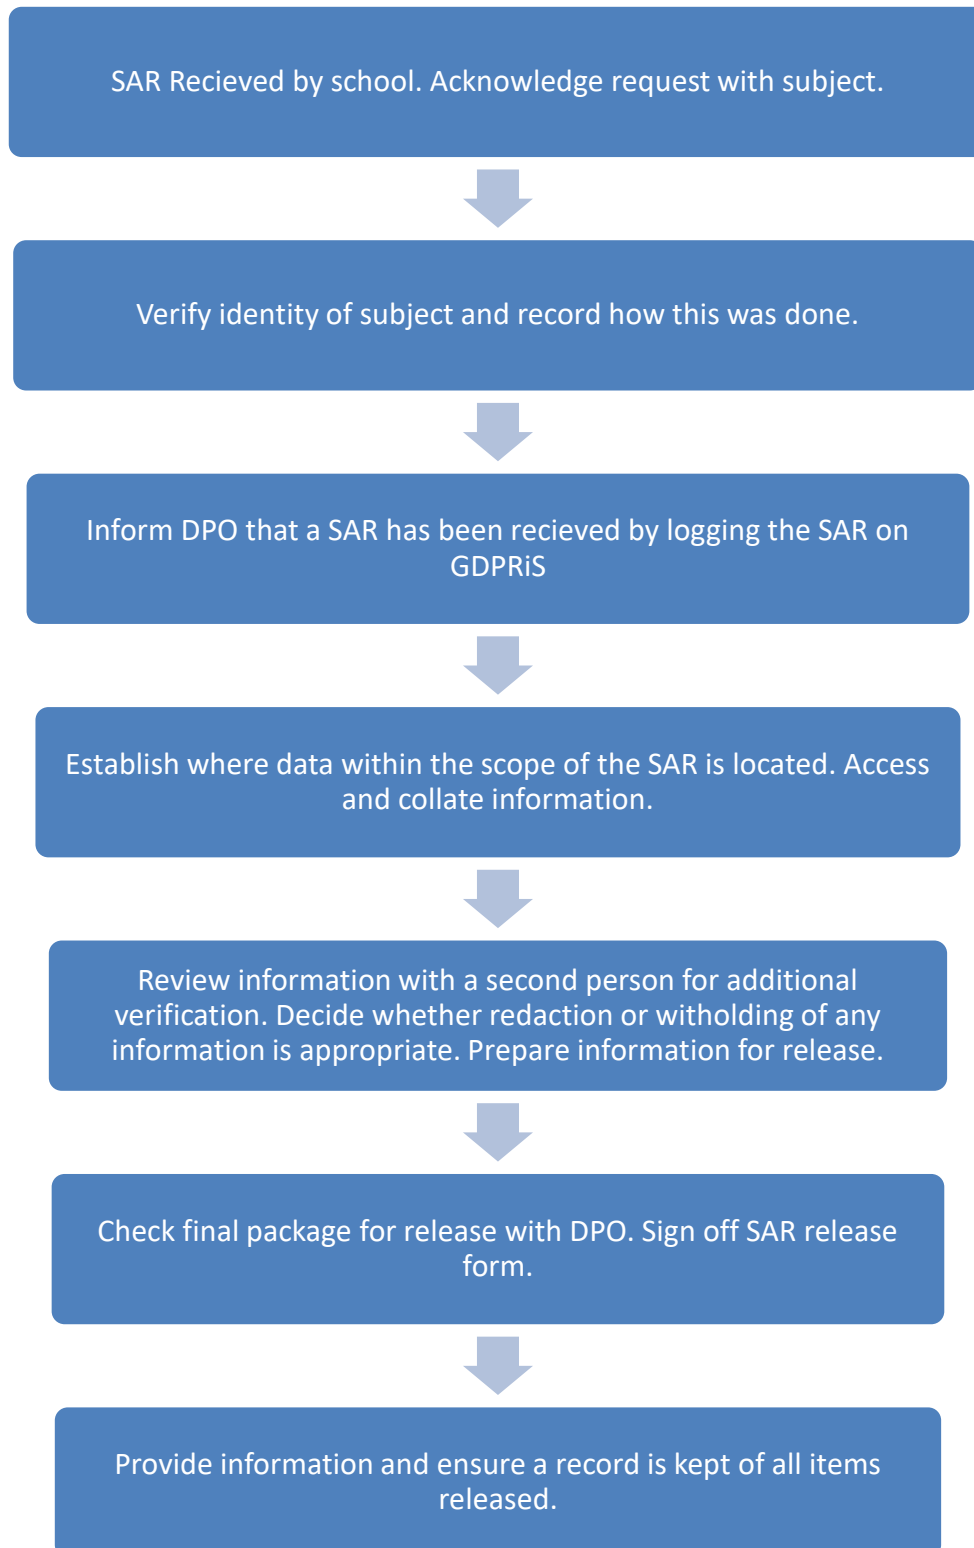 SAR Recieved by school. Acknowledge request with subject.
Verify identity of subject and record how this was done.
Inform DPO that a SAR has been recieved by logging the SAR on
GDPRiS
Establish where data within the scope of the SAR is located. Access
and collate information.
Review information with a second person for additional
verification. Decide whether redaction or witholding of any
information is appropriate. Prepare information for release.
Check final package for release with DPO. Sign off SAR release
form.
Provide information and ensure a record is kept of all items
released.